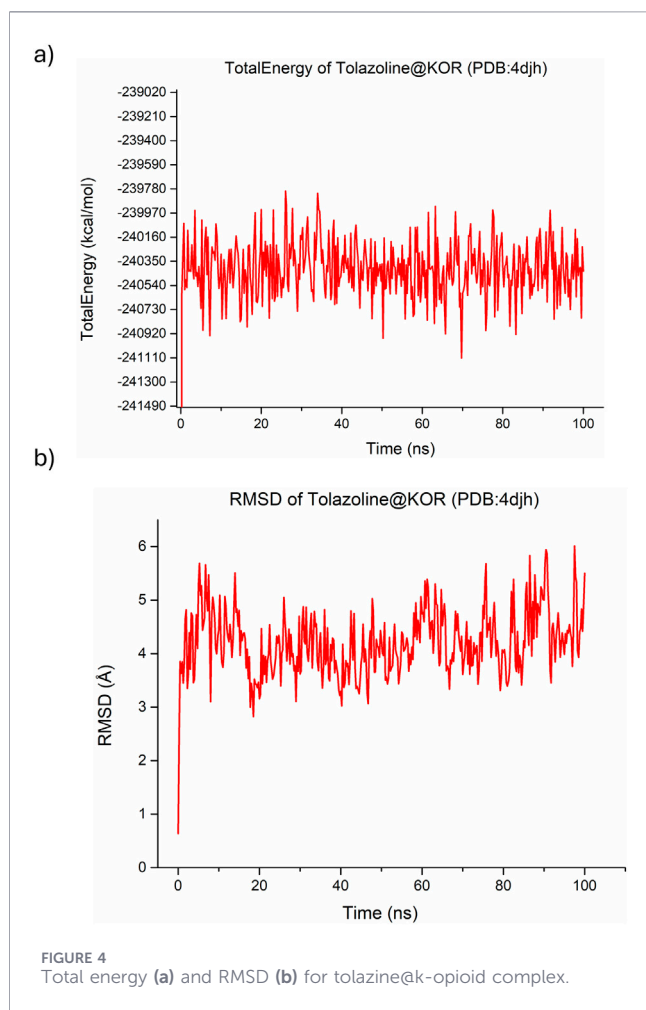 a)
TotalEnergy of Tolazoline@KOR (PDB:4djh)
-239020
-239210
-239400
-239590
-239780
-239970
-240160
-240350
-240540
-240730
-240920
-241110
-241300
-241490
TotalEnergy (kcal/mol)
0 20 40 60 80 100
Time (ns)
b)
RMSD of Tolazoline@KOR (PDB:4djh)
6
5
4
3
2
1
0
RMSD (Å)
0 20 40 60 80 100
Time (ns)
FIGURE 4
Total energy (a) and RMSD (b) for tolazine@k-opioid complex.